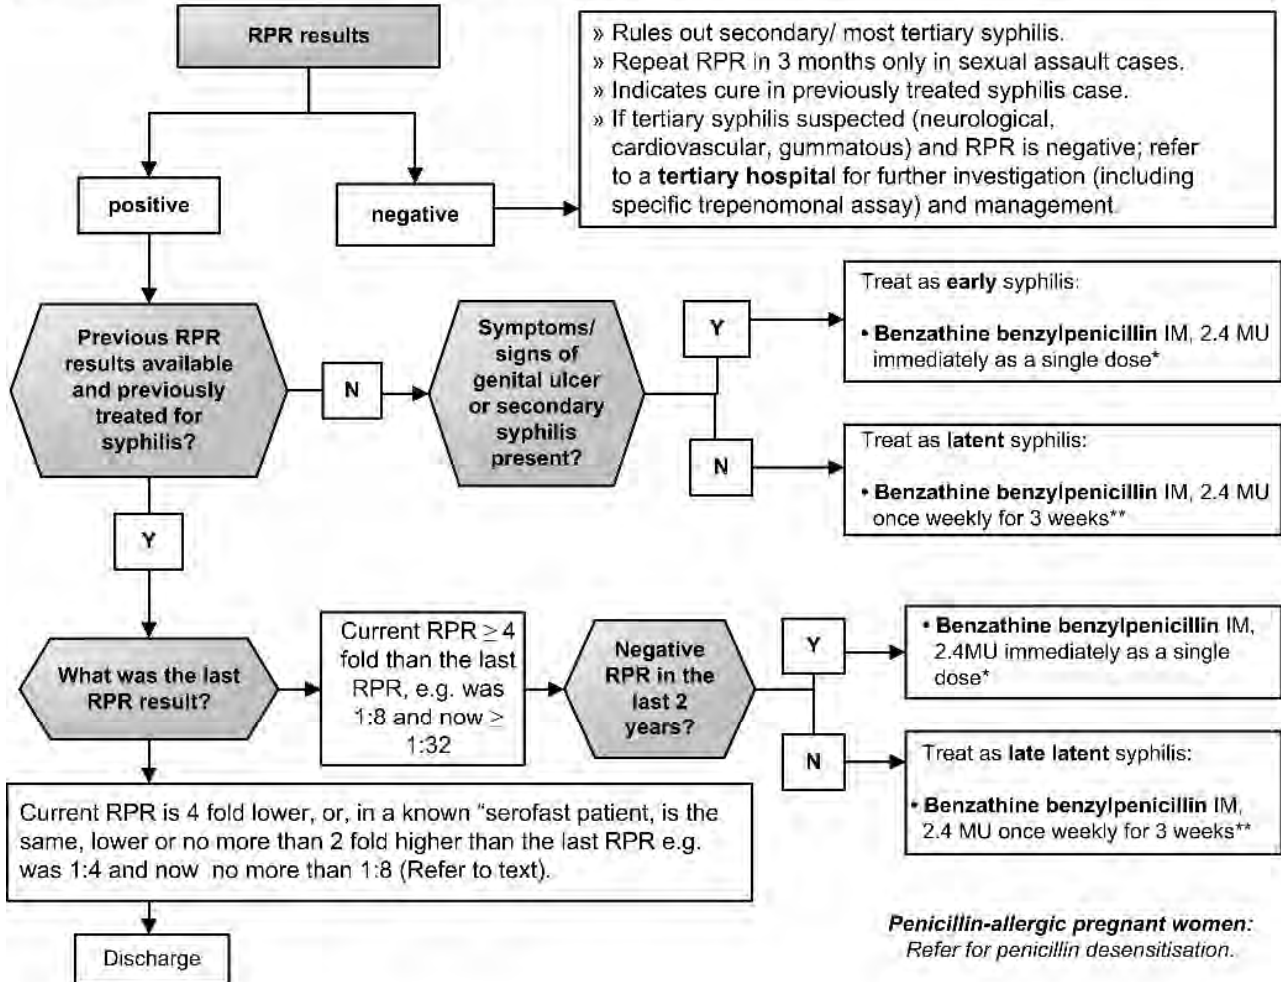 RPR results
» Rules out secondary/ most tertiary syphilis.
» Repeat RPR in 3 months only in sexual assault cases.
» Indicates cure in previously treated syphilis case.
» If tertiary syphilis suspected (neurological,
cardiovascular, gummatous) and RPR is negative; refer
to a tertiary hospital for further investigation (including
specific trepenomonal assay) and management.
positive
negative
Previous RPR
results available
and previously
treated for
syphilis?
N
Symptoms/
signs of
genital ulcer
or secondary
syphilis
present?
Y
Treat as early syphilis:
• Benzathine benzylpenicillin IM, 2.4 MU
immediately as a single dose*
N
Treat as latent syphilis:
• Benzathine benzylpenicillin IM, 2.4 MU
once weekly for 3 weeks**
Y
What was the last
RPR result?
Current RPR ≥ 4
fold than the last
RPR, e.g. was
1:8 and now ≥
1:32
Negative
RPR in the
last 2
years?
Y
• Benzathine benzylpenicillin IM,
2.4MU immediately as a single
dose*
N
Treat as late latent syphilis:
• Benzathine benzylpenicillin IM,
2.4 MU once weekly for 3 weeks**
Current RPR is 4 fold lower, or, in a known “serofast patient, is the
same, lower or no more than 2 fold higher than the last RPR e.g.
was 1:4 and now no more than 1:8 (Refer to text).
Discharge
Penicillin-allergic pregnant women:
Refer for penicillin desensitisation.